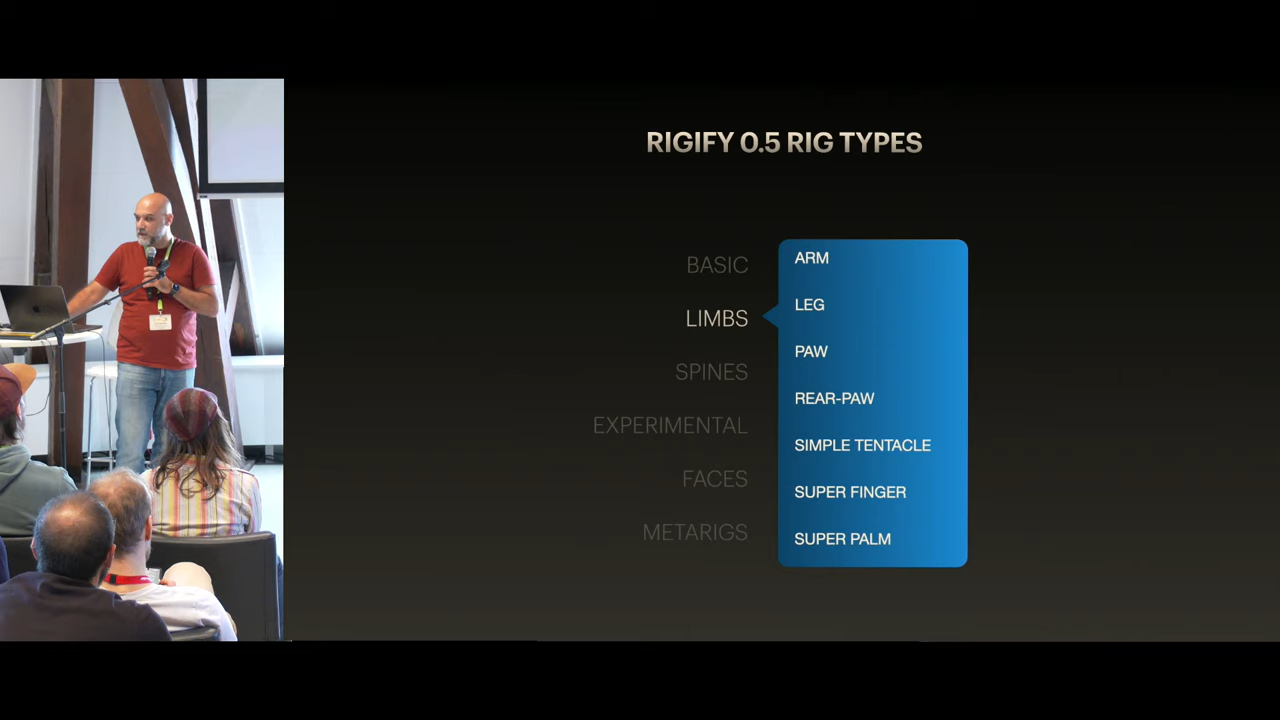 RIGIFY 0.5 RIG TYPES
BASIC
LIMBS
SPINES
EXPERIMENTAL
FACES
METARIGS
ARM
LEG
PAW
REAR-PAW
SIMPLE TENTACLE
SUPER FINGER
SUPER PALM